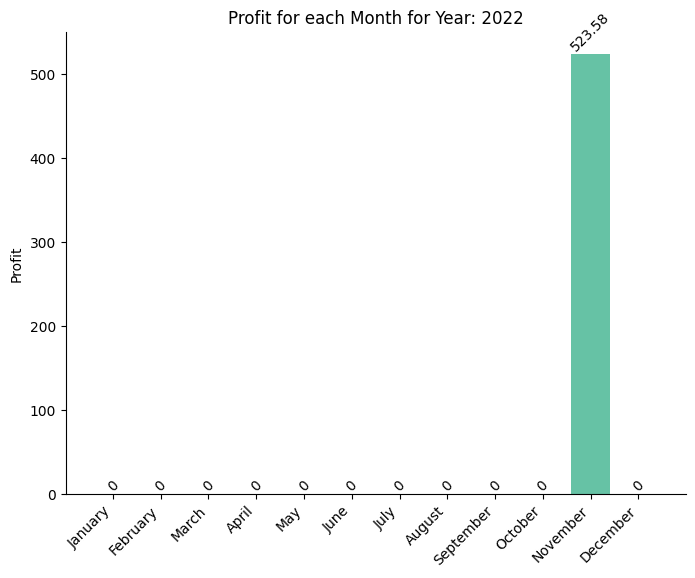 Profit for each Month for Year: 2022
523.58
500
400
300
200
100
0
Profit
0 0 0 0 0 0 0 0 0 0 0
January February March April May June July August September October November December